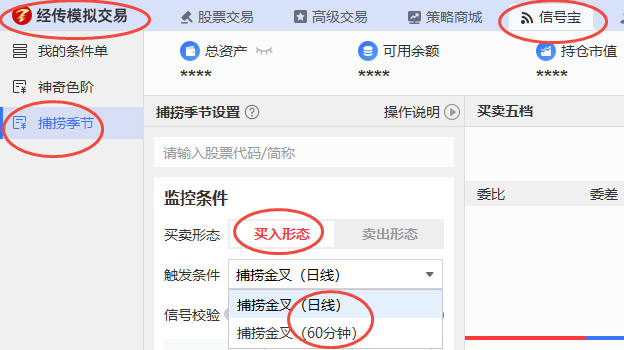 经传模拟交易 股票交易 高级交易 策略商城 信号宝
我的条件单
神奇色阶
捕捞季节
总资产 可用余额 持仓市值
**** **** ****
捕捞季节设置 操作说明 买卖五档
请输入股票代码/简称
监控条件
委比 委差
买卖形态 买入形态 卖出形态
触发条件 捕捞金叉（日线）
捕捞金叉（日线）
信号校验
捕捞金叉（60分钟）